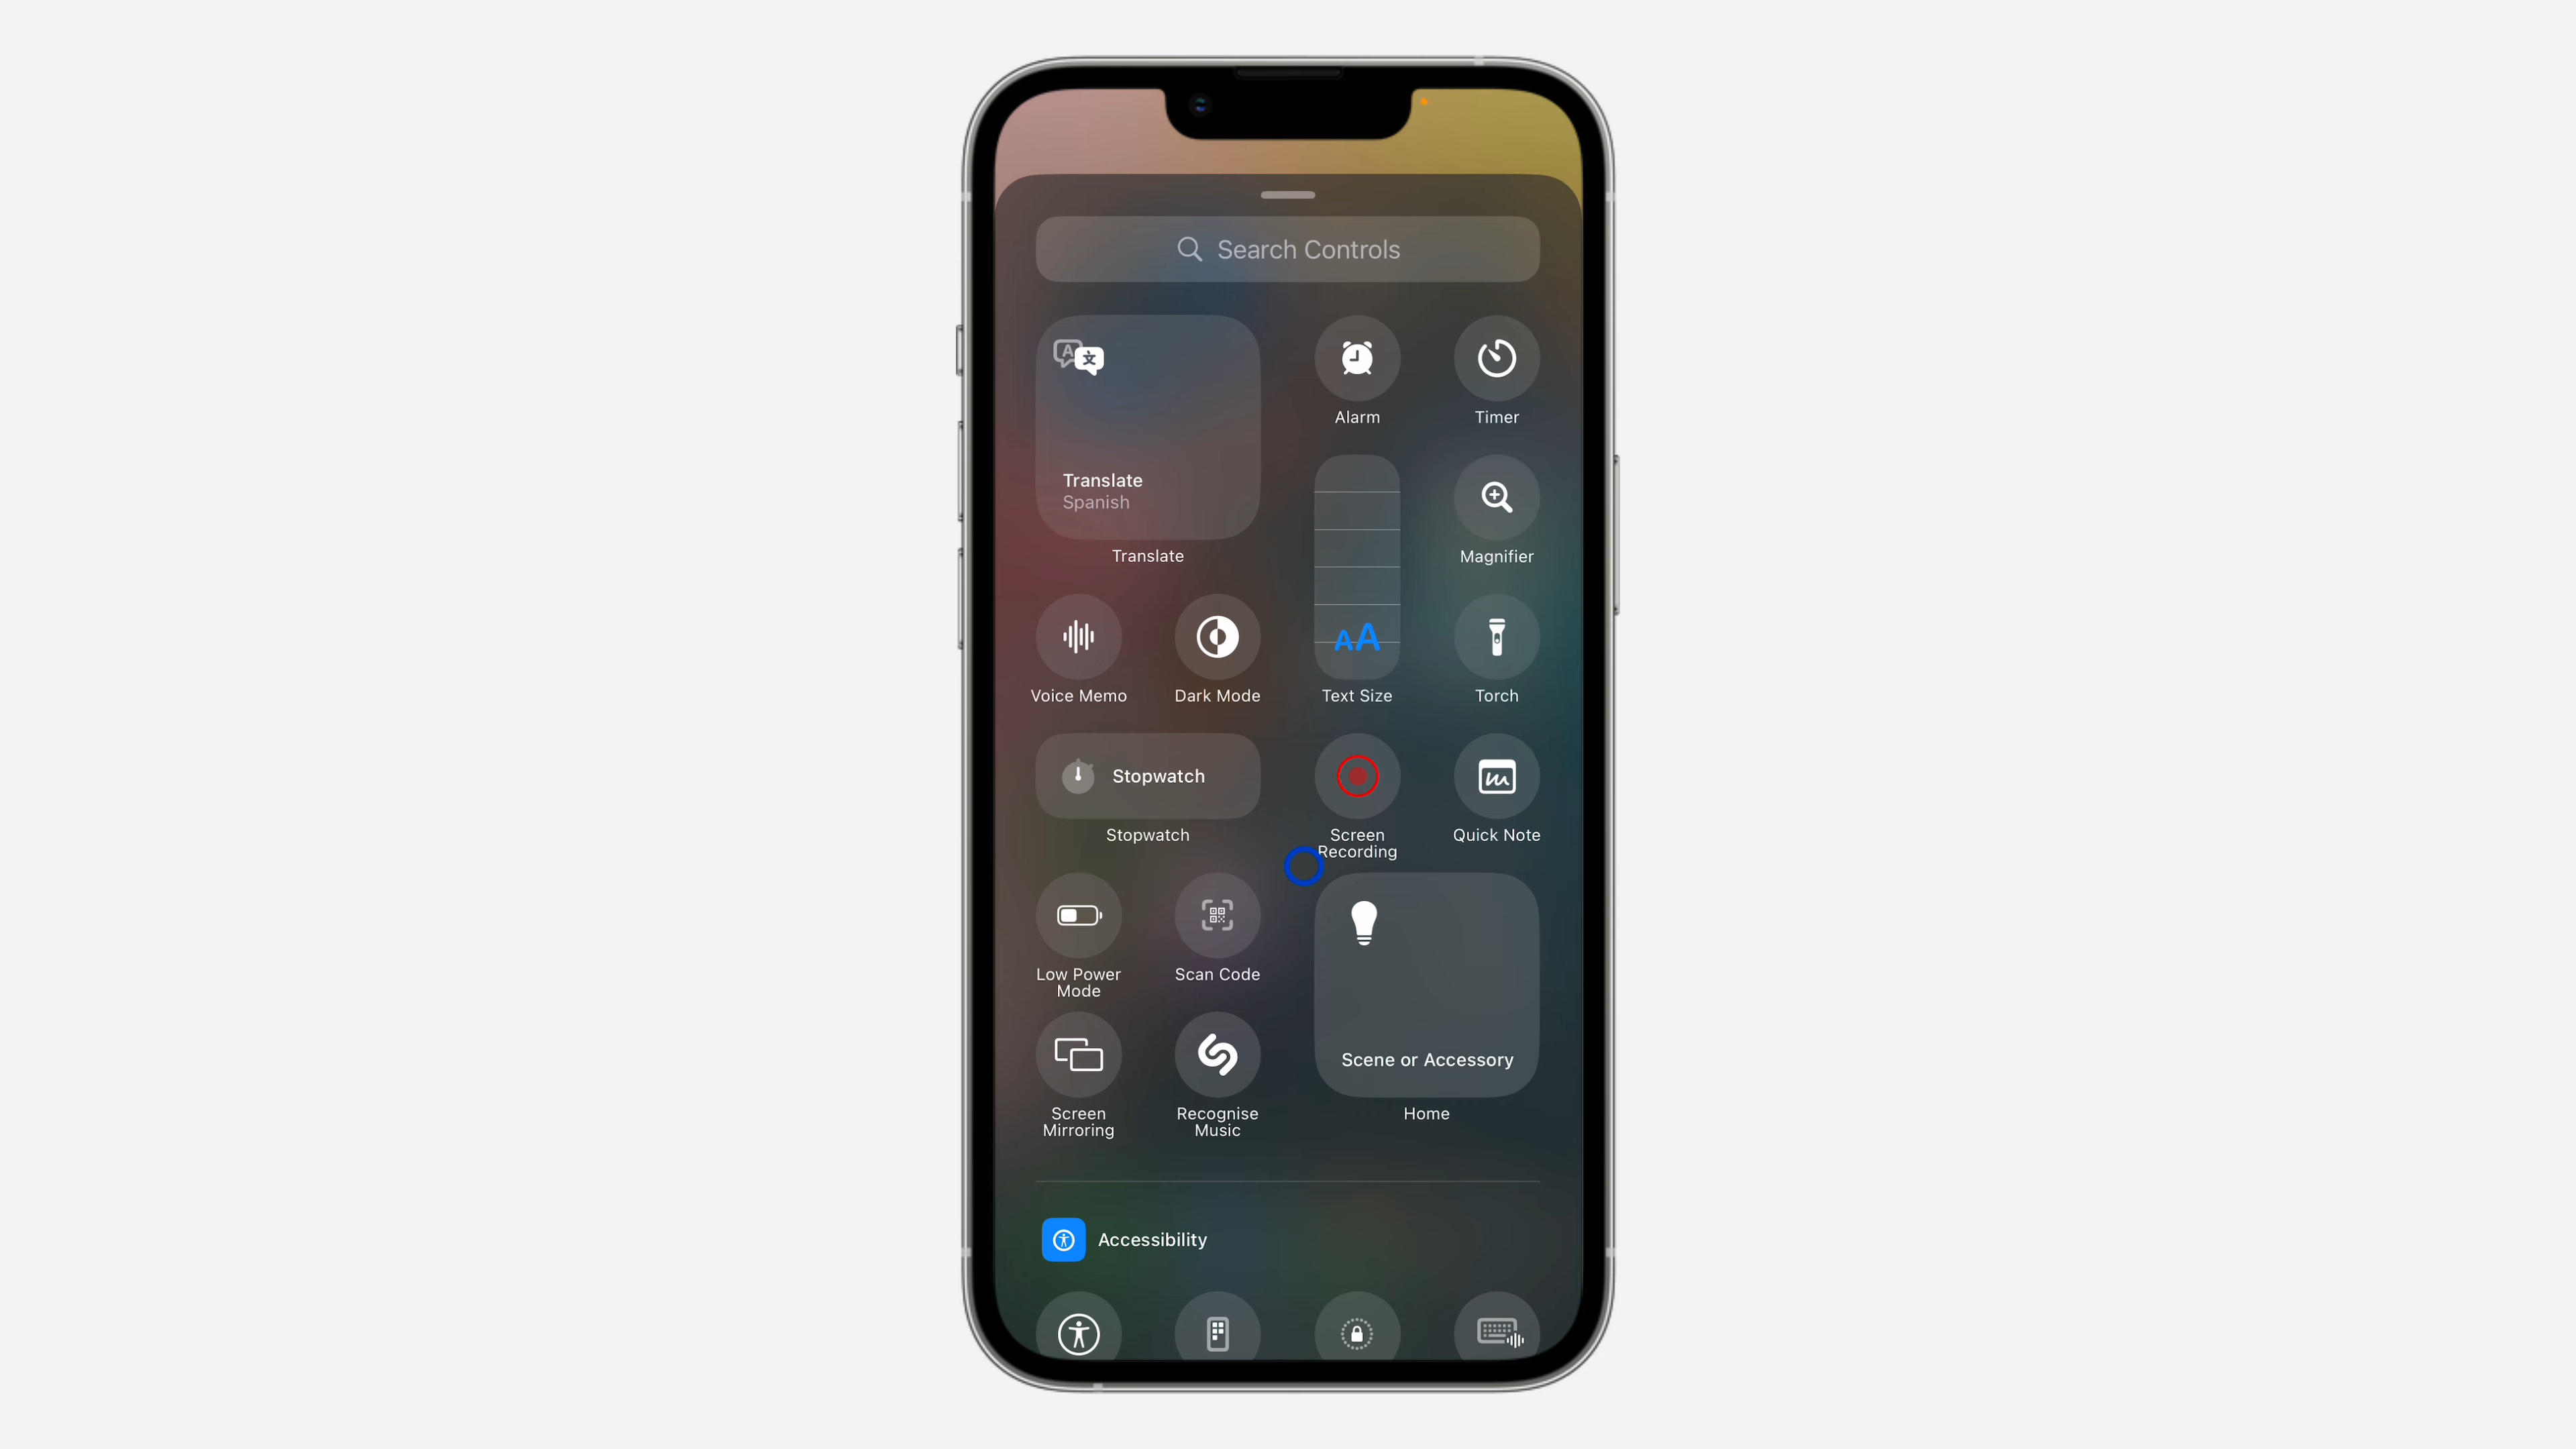 Search Controls
Alarm
Timer
Translate
Spanish
Translate
Magnifier
Voice Memo
Dark Mode
AA
Text Size
Torch
Stopwatch
Stopwatch
Screen
Recording
Quick Note
Low Power
Mode
Scan Code
Scene or Accessory
Screen
Mirroring
Recognise
Music
Home
Accessibility